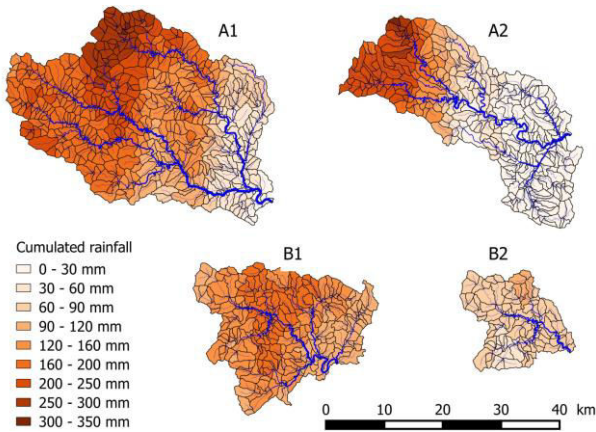 A1
A2
Cumulated rainfall
0 - 30 mm
30 - 60 mm
60 - 90 mm
90 - 120 mm
120 - 160 mm
160 - 200 mm
200 - 250 mm
250 - 300 mm
300 - 350 mm
B1
B2
0 10 20 30 40 km